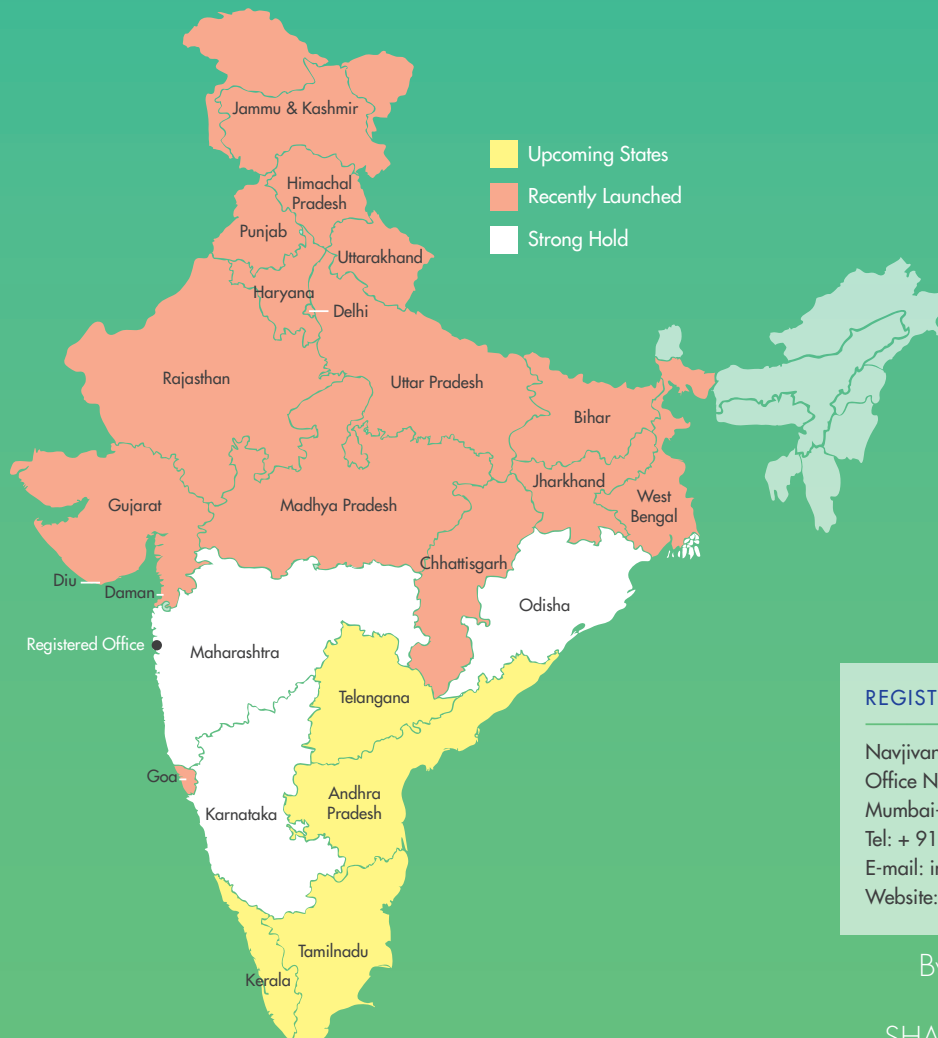 Jammu & Kashmir
Upcoming States
Himachal
Pradesh
Recently Launched
Punjab
Strong Hold
Uttarakhand
Haryana
Delhi
Rajasthan
Uttar Pradesh
Bihar
Jharkhand
West
Bengal
Gujarat
Madhya Pradesh
Chhattisgarh
Diu
Daman
Odisha
Registered Office
Maharashtra
Telangana
Goa
Karnataka
Andhra
Pradesh
Tamilnadu
Kerala
REGIST
Navjivan
Office N
Mumbai-
Tel: + 91
E-mail: i
Website:
By
SHA